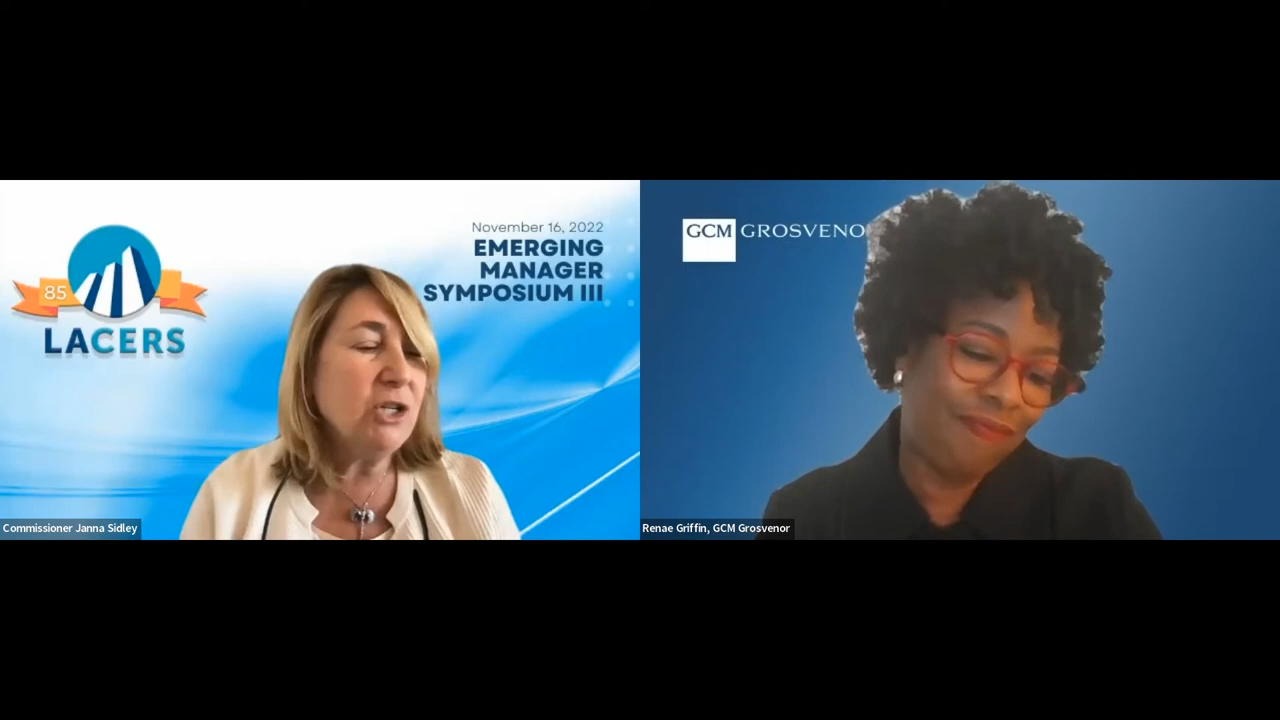 November 16, 2022
EMERGING
MANAGER
SYMPOSIUM III
85
LACERS
Commissioner Janna Sidley
GCM GROSVENO
Renae Griffin, GCM Grosvenor